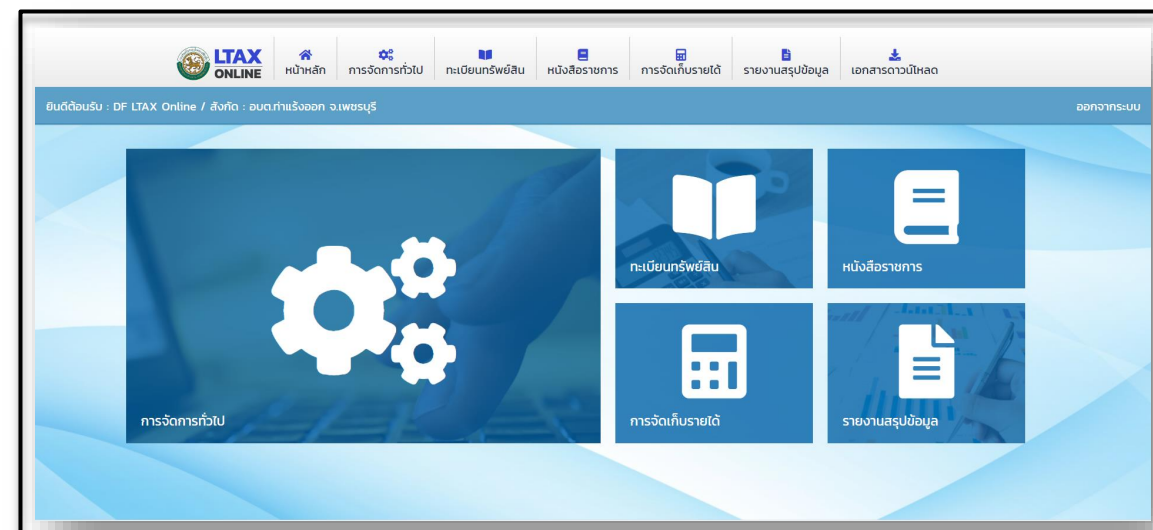 LTAX
ONLINE
หน้าหลัก
การจัดการทั่วไป
ทะเบียนทรัพย์สิน
หนังสือราชการ
การจัดเก็บรายได้
รายงานสรุปข้อมูล
เอกสารดาวน์โหลด
ยินดีต้อนรับ : DF LTAX Online / สังกัด : อบต.ท่าแร้งออก จ.เพชรบุรี
ออกจากระบบ
ทะเบียนทรัพย์สิน
หนังสือราชการ
การจัดการทั่วไป
การจัดเก็บรายได้
รายงานสรุปข้อมูล